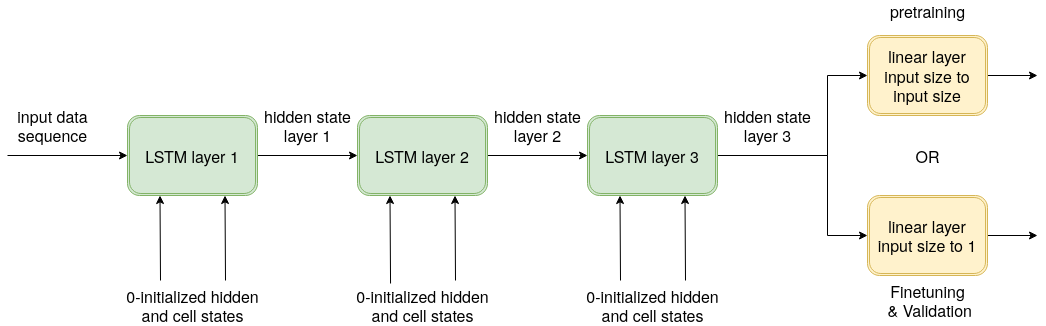 pretraining
linear layer
input size to
input size
input data
sequence
LSTM layer 1
hidden state
layer 1
LSTM layer 2
hidden state
layer 2
LSTM layer 3
hidden state
layer 3
OR
linear layer
input size to 1
Finetuning
& Validation
0-initialized hidden
and cell states
0-initialized hidden
and cell states
0-initialized hidden
and cell states